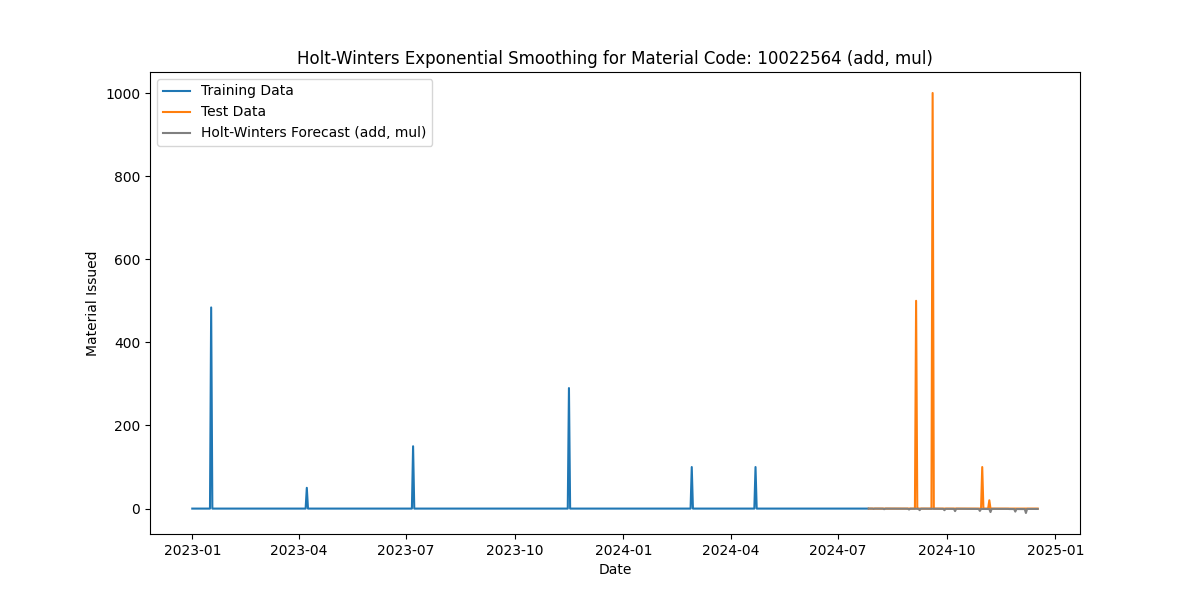 Holt-Winters Exponential Smoothing for Material Code: 10022564 (add, mul)
Training Data
Test Data
Holt-Winters Forecast (add, mul)
Material Issued
1000
800
600
400
200
0
2023-01 2023-04 2023-07 2023-10 2024-01 2024-04 2024-07 2024-10 2025-01
Date